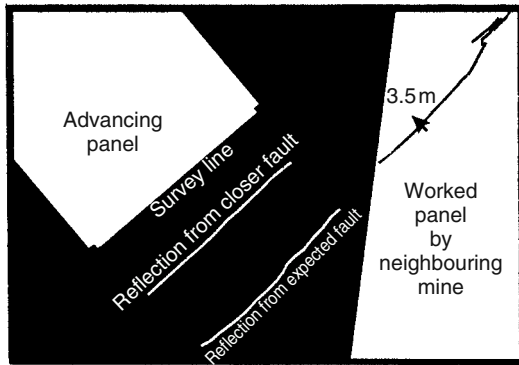 Advancing
panel
Survey line
Reflection from closer fault
Reflection from expected fault
3.5 m
Worked
panel
by
neighbouring
mine